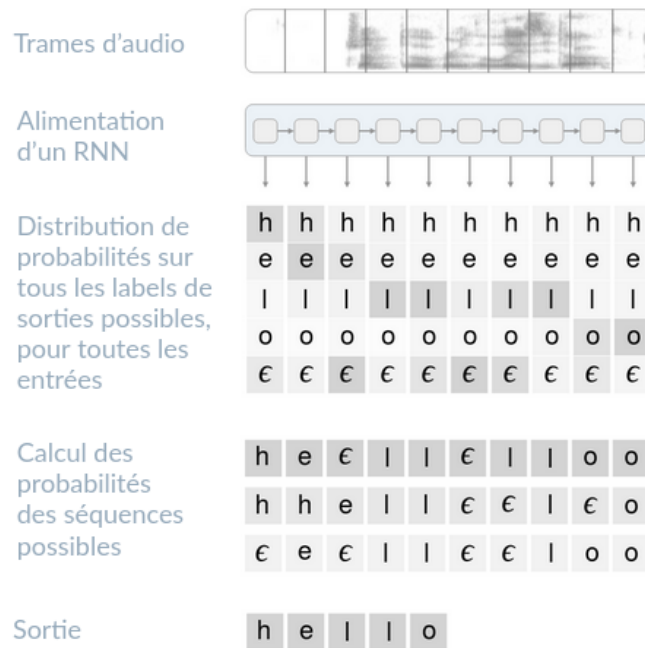 Trames d'audio
Alimentation
d'un RNN
Distribution de
probabilités sur
tous les labels de
sorties possibles,
pour toutes les
entrées
h h h h h h h h h h
e e e e e e e e e e
l l l l l l l l l l
o o o o o o o o o o
ϵ ϵ ϵ ϵ ϵ ϵ ϵ ϵ ϵ ϵ
Calcul des
probabilités
des séquences
possibles
h e ϵ l l ϵ l l o o
h h e l l ϵ ϵ l ϵ o
ϵ e ϵ l l ϵ ϵ l o o
Sortie
h e l l o